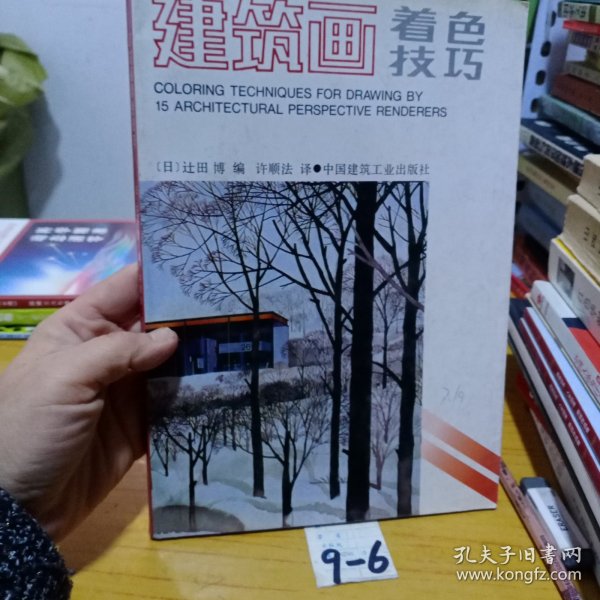 建筑画 着色技巧
COLORING TECHNIQUES FOR DRAWING BY
15 ARCHITECTURAL PERSPECTIVE RENDERERS
〔日〕辻田 博 编 许顺法 译●中国建筑工业出版社
9-6
ERASER
孔夫子旧书网
www.kongfz.com